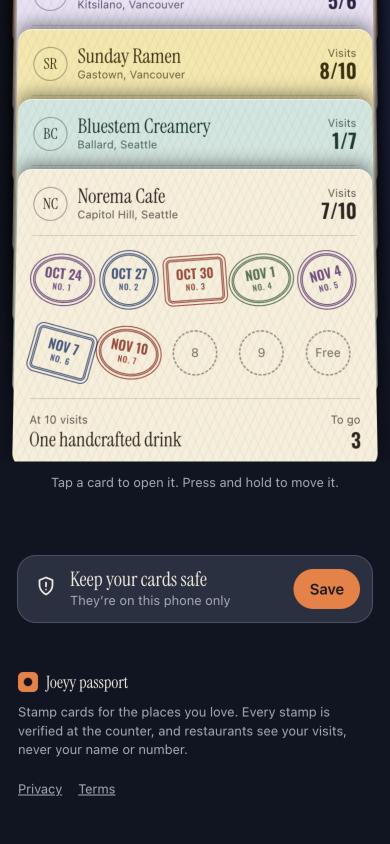 Kitsilano, Vancouver
5/6
SR
Sunday Ramen
Gastown, Vancouver
Visits
8/10
BC
Bluestem Creamery
Ballard, Seattle
Visits
1/7
NC
Norema Cafe
Capitol Hill, Seattle
Visits
7/10
OCT 24
NO. 1
OCT 27
NO. 2
OCT 30
NO. 3
NOV 1
NO. 4
NOV 4
NO. 5
NOV 7
NO. 6
NOV 10
NO. 7
8
9
Free
At 10 visits
One handcrafted drink
To go
3
Tap a card to open it. Press and hold to move it.
Keep your cards safe
They're on this phone only
Save
Joeyy passport
Stamp cards for the places you love. Every stamp is
verified at the counter, and restaurants see your visits,
never your name or number.
Privacy
Terms